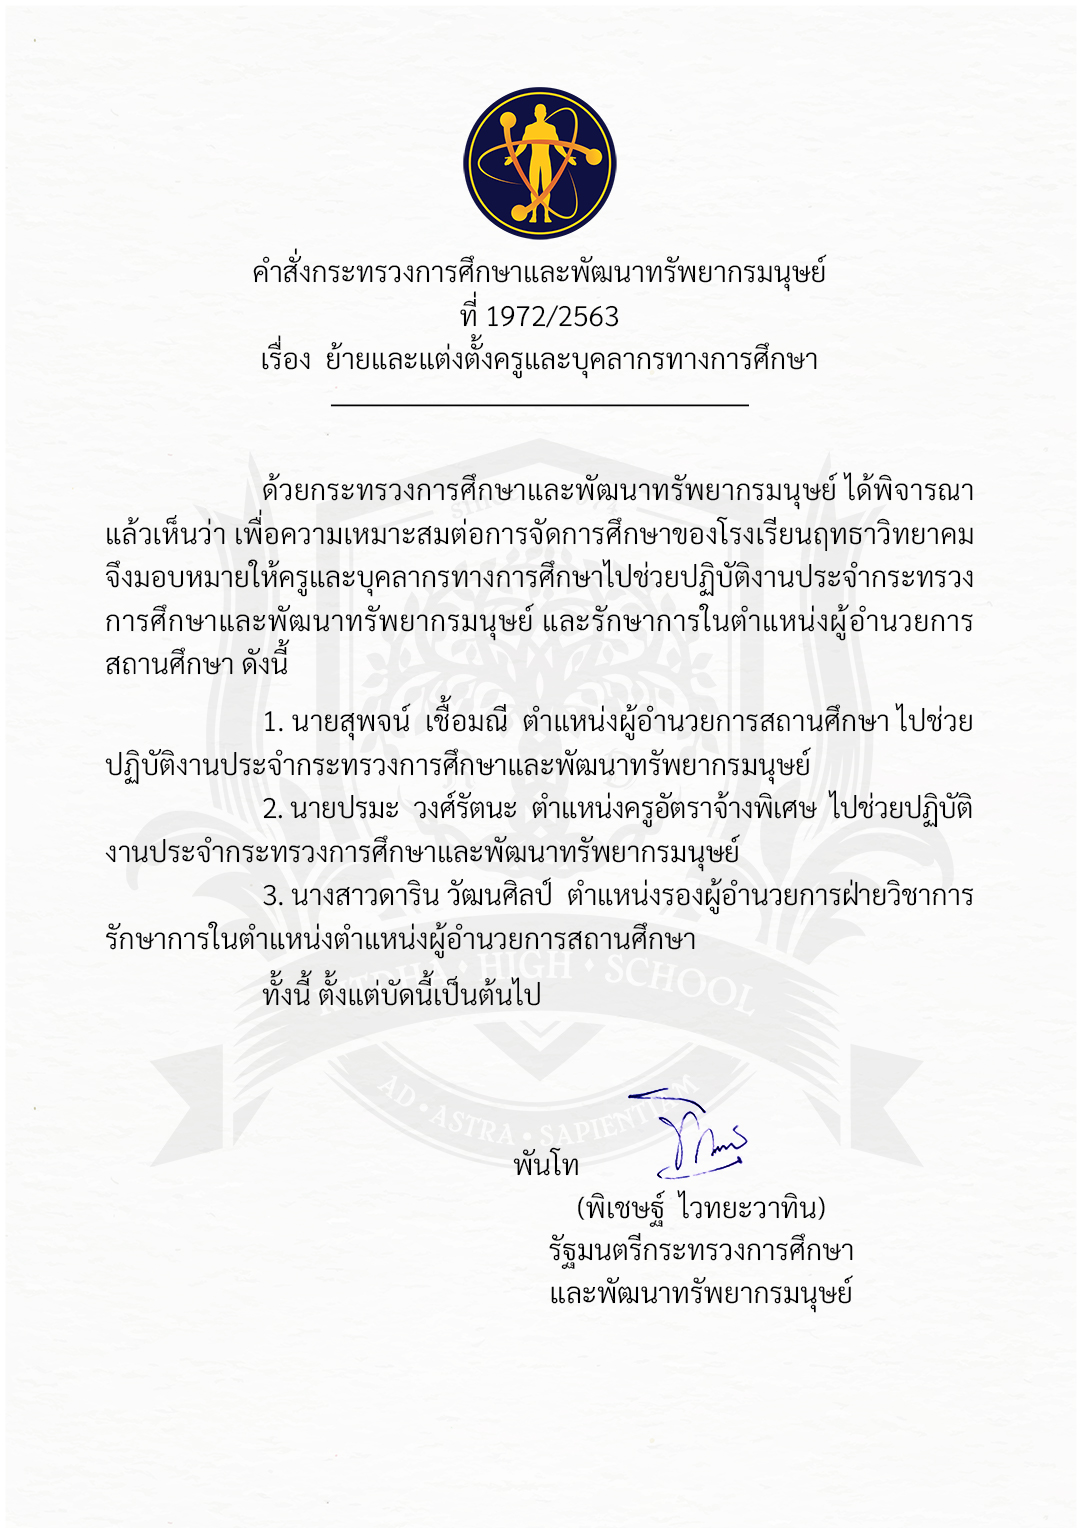 คำสั่งกระทรวงการศึกษาและพัฒนาทรัพยากรมนุษย์
ที่ 1972/2563
เรื่อง ย้ายและแต่งตั้งครูและบุคลากรทางการศึกษา
ด้วยกระทรวงการศึกษาและพัฒนาทรัพยากรมนุษย์ ได้พิจารณา
แล้วเห็นว่า เพื่อความเหมาะสมต่อการจัดการศึกษาของโรงเรียนฤทธาวิทยาคม
จึงมอบหมายให้ครูและบุคลากรทางการศึกษาไปช่วยปฏิบัติงานประจำกระทรวง
การศึกษาและพัฒนาทรัพยากรมนุษย์ และรักษาการในตำแหน่งผู้อำนวยการ
สถานศึกษา ดังนี้
1. นายสุพจน์ เชื้อมณี ตำแหน่งผู้อำนวยการสถานศึกษา ไปช่วย
ปฏิบัติงานประจำกระทรวงการศึกษาและพัฒนาทรัพยากรมนุษย์
2. นายปรมะ วงศ์รัตนะ ตำแหน่งครูอัตราจ้างพิเศษ ไปช่วยปฏิบัติ
งานประจำกระทรวงการศึกษาและพัฒนาทรัพยากรมนุษย์
3. นางสาวดาริน วัฒนศิลป์ ตำแหน่งรองผู้อำนวยการฝ่ายวิชาการ
รักษาการในตำแหน่งตำแหน่งผู้อำนวยการสถานศึกษา
ทั้งนี้ ตั้งแต่บัดนี้เป็นต้นไป
RITDHA • HIGH • SCHOOL
AD • ASTRA • SAPIENTIAM
พันโท
(พิเชษฐ์ ไวทยะวาทิน)
รัฐมนตรีกระทรวงการศึกษา
และพัฒนาทรัพยากรมนุษย์